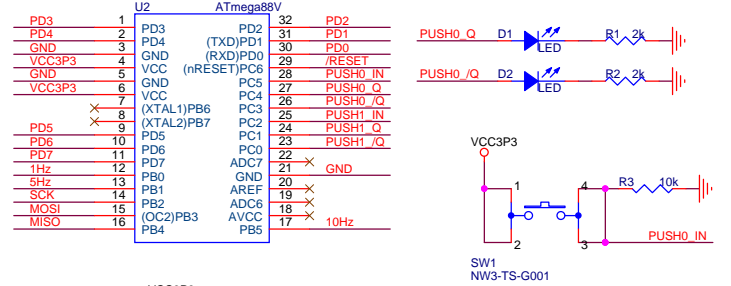 U2 ATmega88V
PD3 1 PD3 PD2 32 PD2
PD4 2 PD4 (TXD)PD1 31 PD1
GND 3 GND (RXD)PD0 30 PD0
VCC3P3 4 VCC (nRESET)PC6 29 /RESET
GND 5 GND PC5 28 PUSH0_IN
VCC3P3 6 VCC PC4 27 PUSH0_Q
7 (XTAL1)PB6 PC3 26 PUSH0_/Q
8 (XTAL2)PB7 PC2 25 PUSH1_IN
PD5 9 PD5 PC1 24 PUSH1_Q
PD6 10 PD6 PC0 23 PUSH1_/Q
PD7 11 PD7 ADC7 22
1Hz 12 PB0 GND 21 GND
5Hz 13 PB1 AREF 20
SCK 14 PB2 ADC6 19
MOSI 15 (OC2)PB3 AVCC 18
MISO 16 PB4 PB5 17 10Hz
PUSH0_Q D1 LED R1 2k
PUSH0_/Q D2 LED R2 2k
VCC3P3
1 4 R3 10k
2 3 PUSH0_IN
SW1
NW3-TS-G001